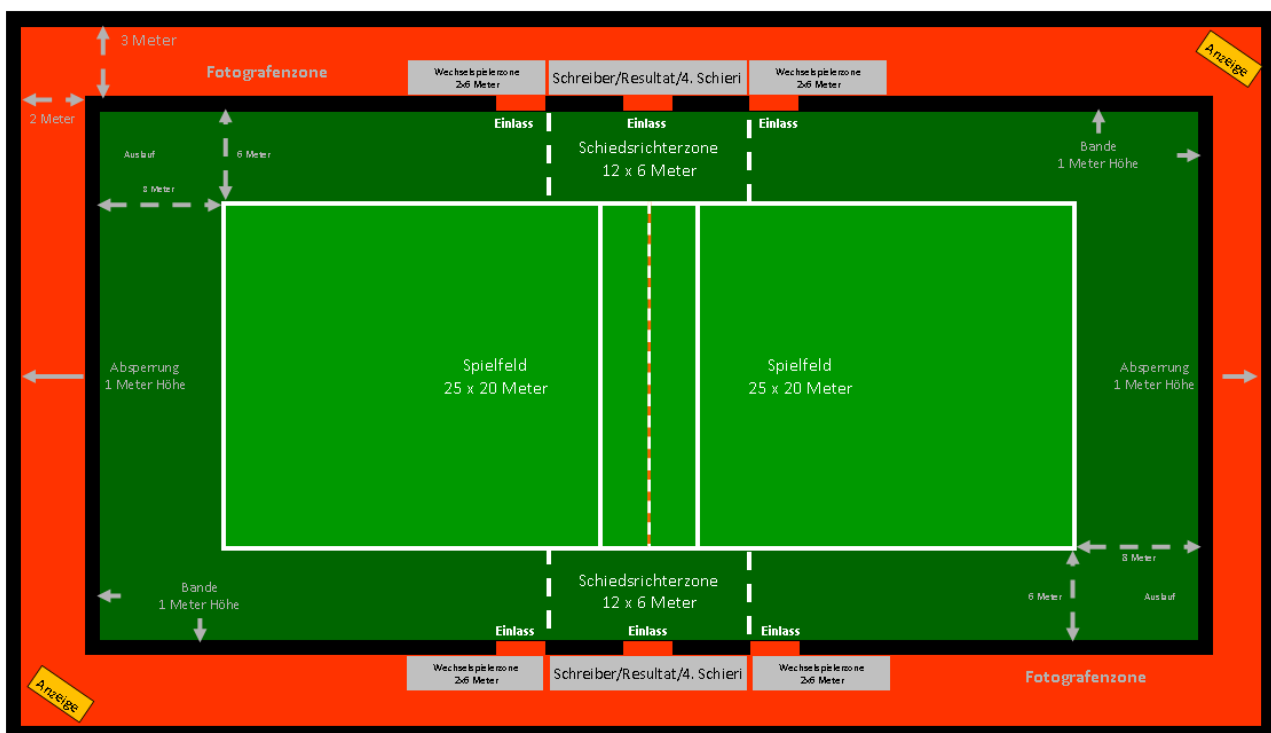 3 Meter
Anzeige
Fotografenzone
Wechselspielerzone
2x6 Meter
Schreiber/Resultat/4. Schieri
Wechselspielerzone
2x6 Meter
2 Meter
Einlass
Einlass
Einlass
Auslauf
6 Meter
Schiedsrichterzone
12 x 6 Meter
Bande
1 Meter Höhe
8 Meter
Absperrung
1 Meter Höhe
Spielfeld
25 x 20 Meter
Spielfeld
25 x 20 Meter
Absperrung
1 Meter Höhe
8 Meter
Bande
1 Meter Höhe
Schiedsrichterzone
12 x 6 Meter
6 Meter
Auslauf
Einlass
Einlass
Einlass
Wechselspielerzone
2x6 Meter
Schreiber/Resultat/4. Schieri
Wechselspielerzone
2x6 Meter
Fotografenzone
Anzeige